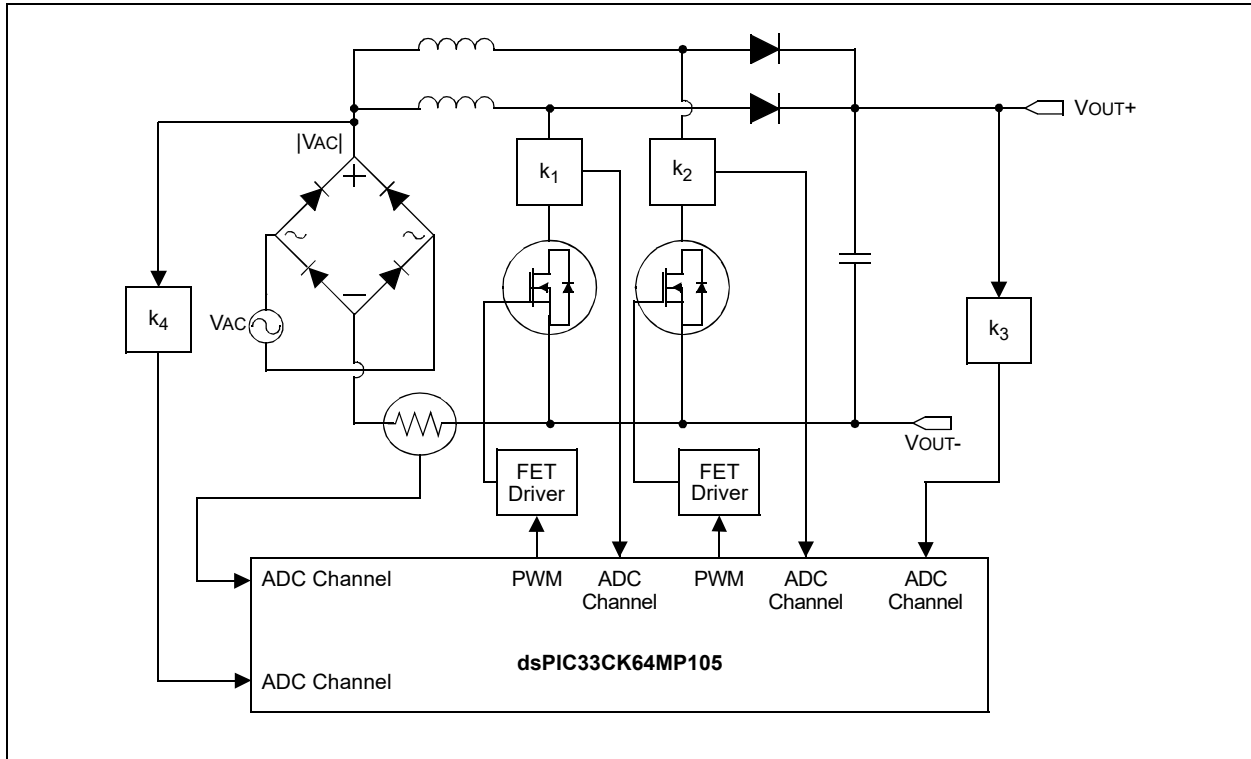 VOUT+
|VAC|
k1
k2
k4
VAC
k3
VOUT-
FET
Driver
FET
Driver
ADC Channel
PWM
ADC
Channel
PWM
ADC
Channel
ADC
Channel
dsPIC33CK64MP105
ADC Channel